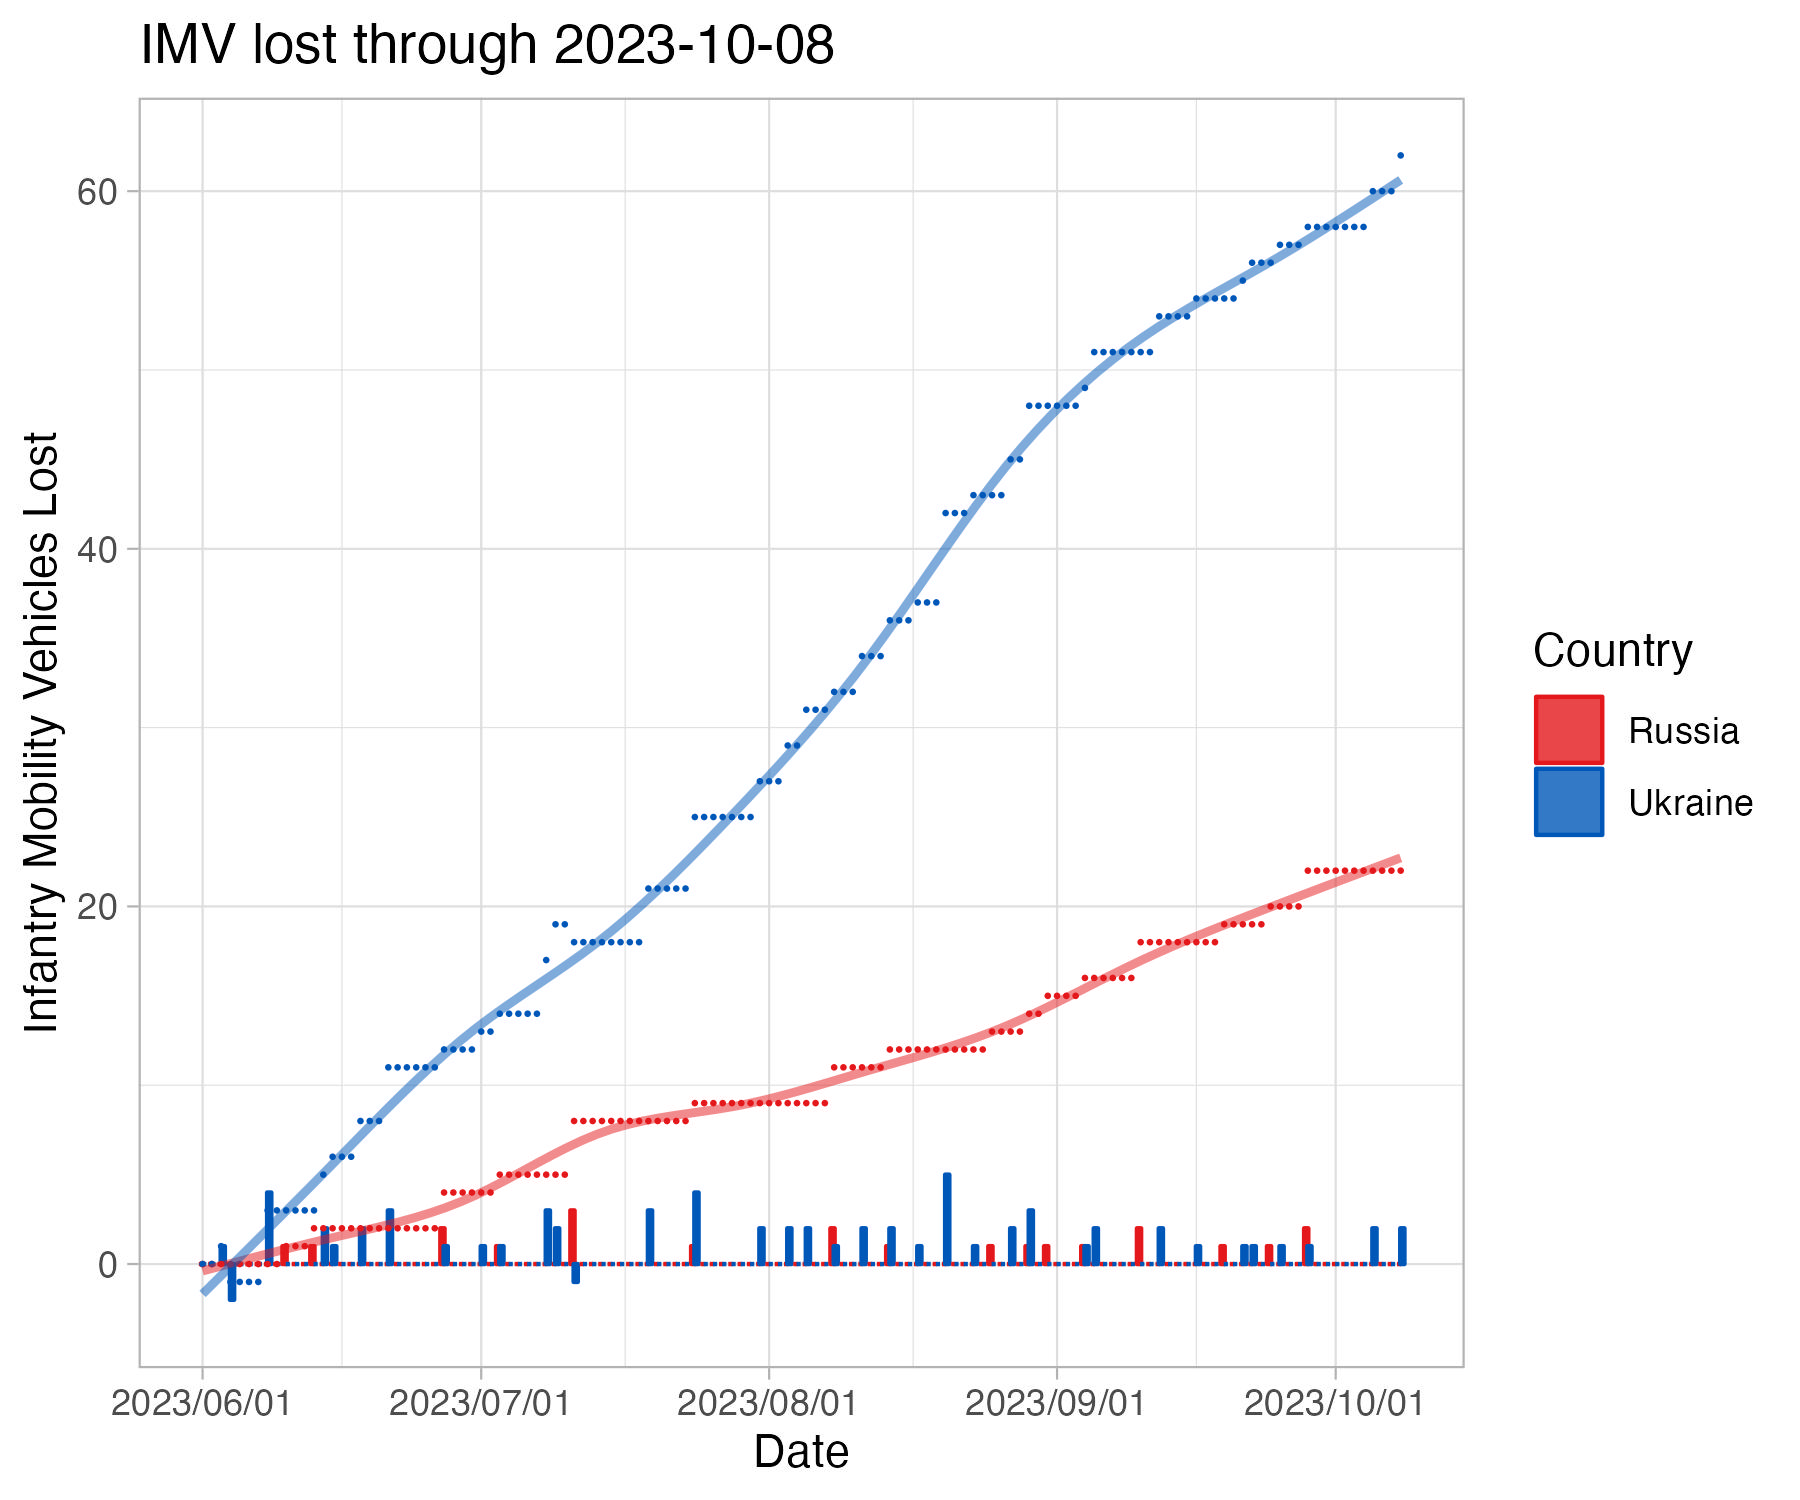 IMV lost through 2023-10-08
Infantry Mobility Vehicles Lost
60
40
20
0
2023/06/01
2023/07/01
2023/08/01
2023/09/01
2023/10/01
Date
Country
Russia
Ukraine